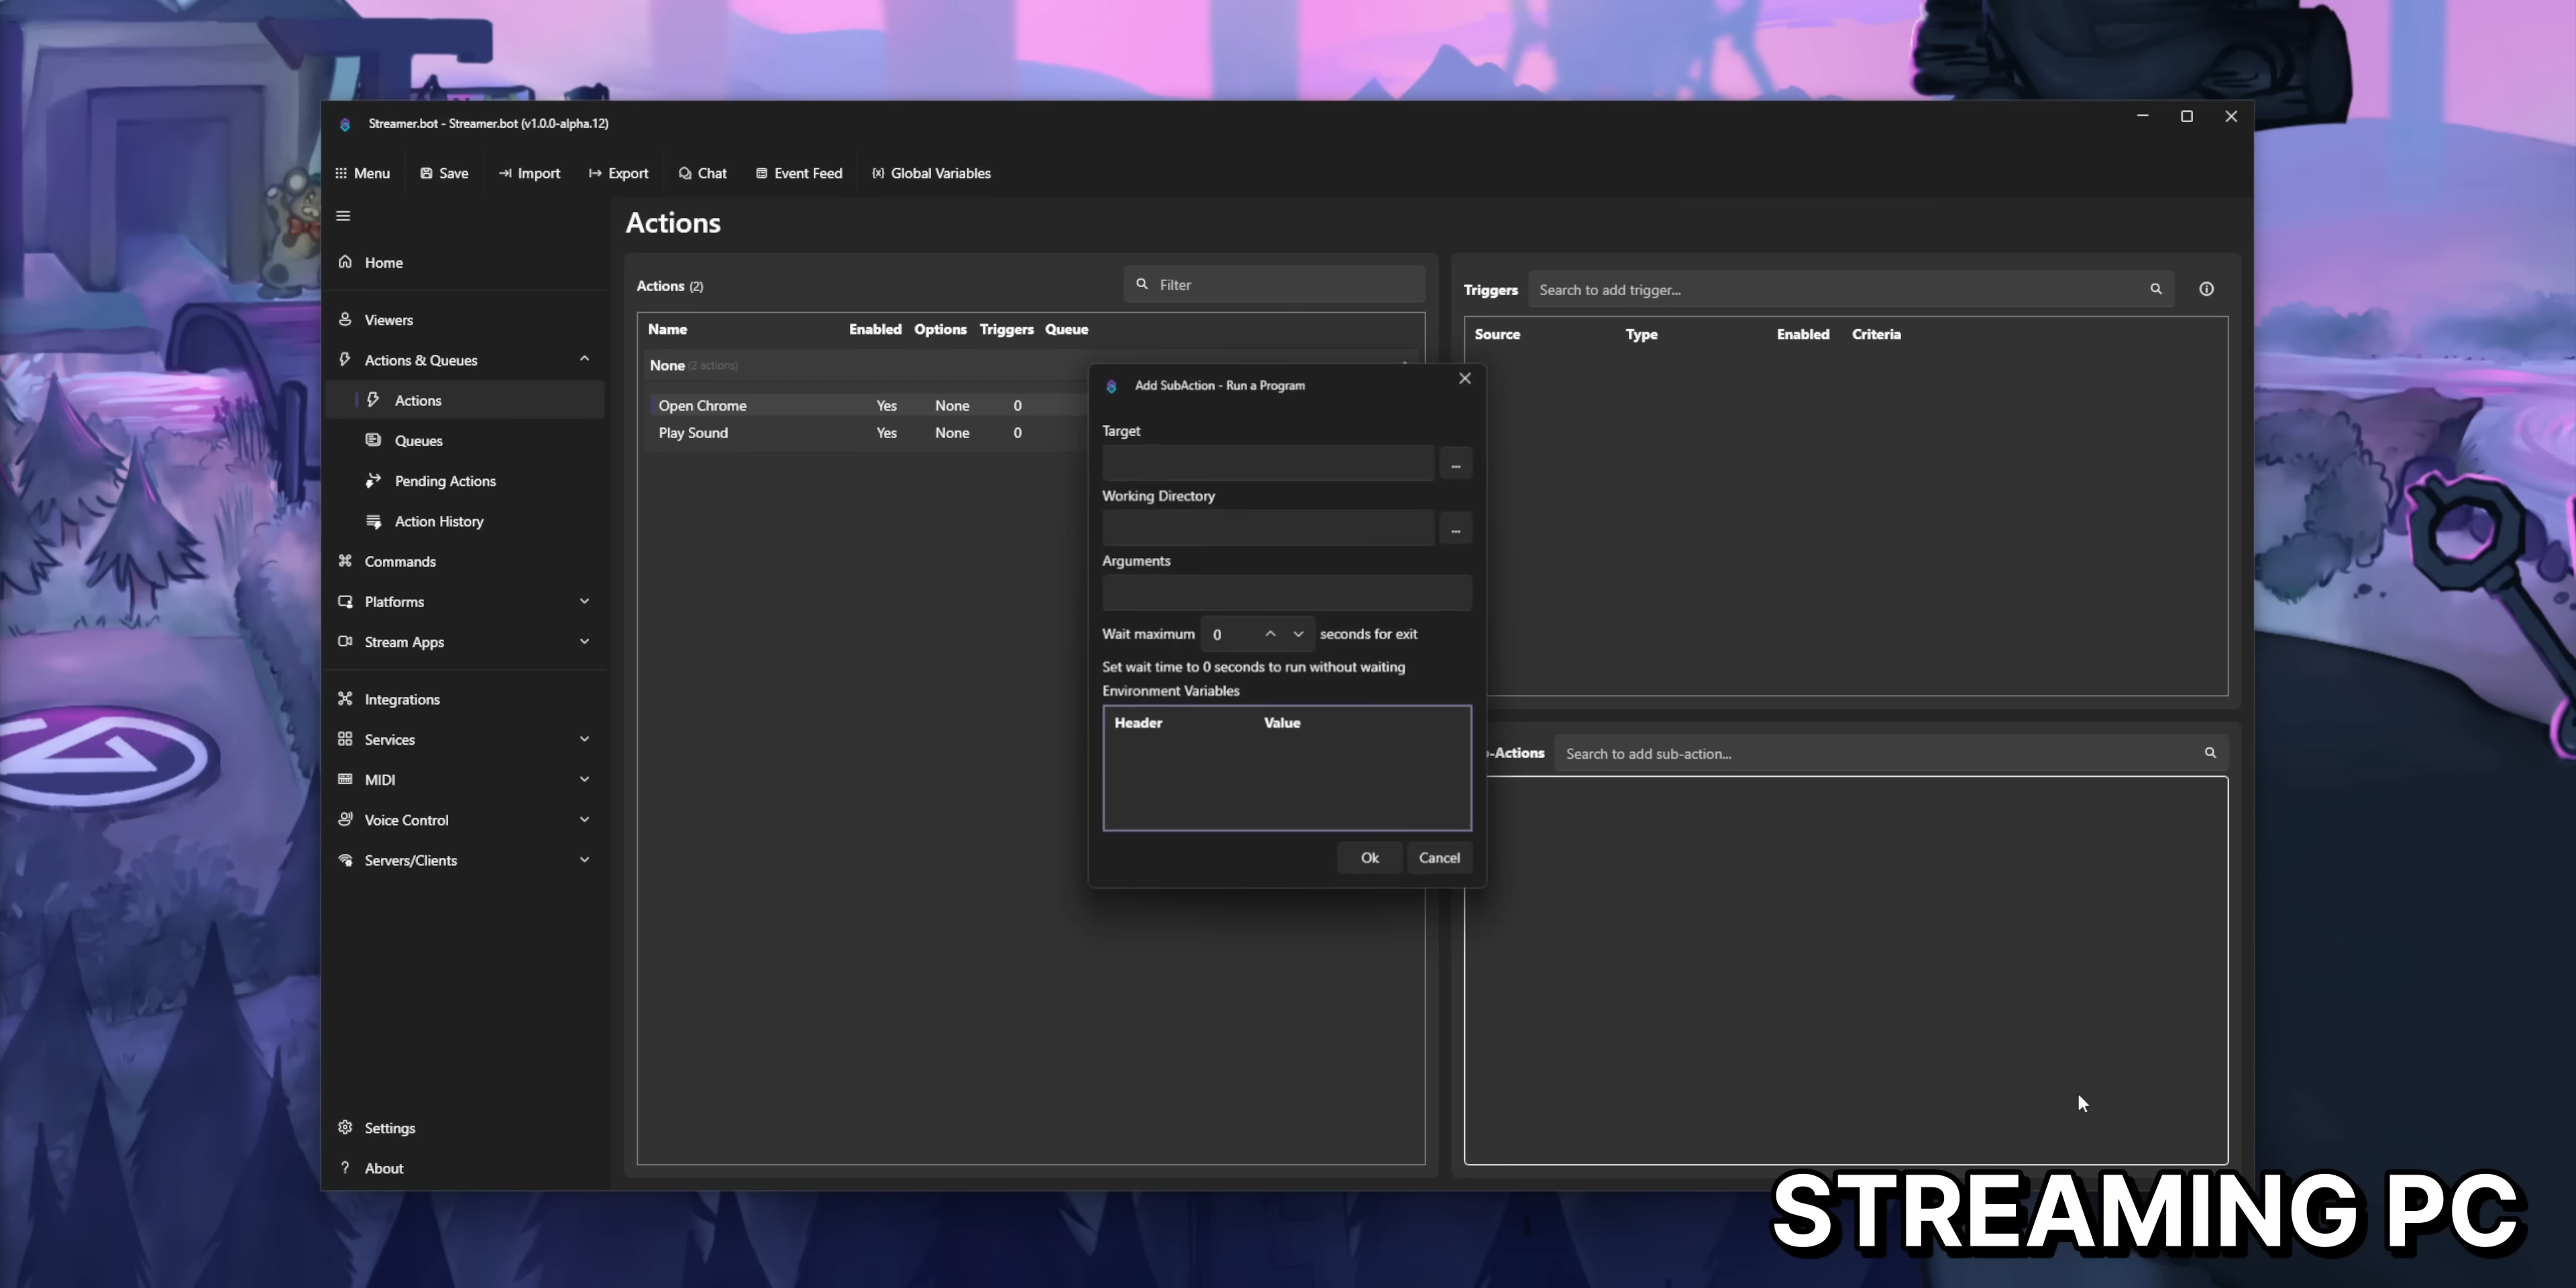 Streamer.bot - Streamer.bot (v1.0.0-alpha.12)
Menu Save Import Export Chat Event Feed Global Variables
Home
Viewers
Actions & Queues
Actions
Queues
Pending Actions
Action History
Commands
Platforms
Stream Apps
Integrations
Services
MIDI
Voice Control
Servers/Clients
Settings
About
Actions
Actions (2)
Filter
Name Enabled Options Triggers Queue
None (2 actions)
Open Chrome Yes None 0
Play Sound Yes None 0
Triggers Search to add trigger...
Source Type Enabled Criteria
-Actions Search to add sub-action...
Add SubAction - Run a Program
Target
...
Working Directory
...
Arguments
Wait maximum 0 seconds for exit
Set wait time to 0 seconds to run without waiting
Environment Variables
Header Value
Ok Cancel
STREAMING PC